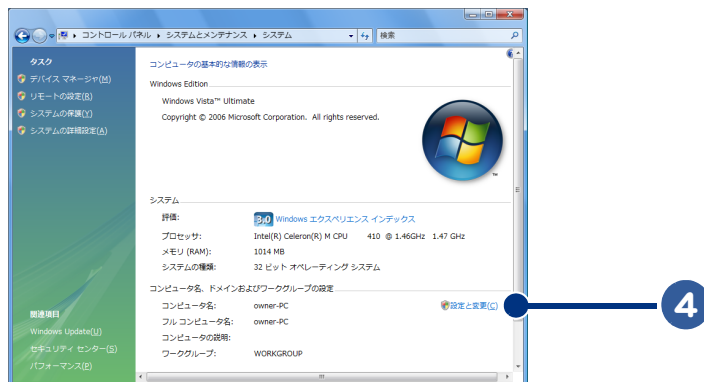 コントロール パネル ▸ システムとメンテナンス ▸ システム
検索
タスク
デバイス マネージャ(M)
リモートの設定(R)
システムの保護(Y)
システムの詳細設定(A)
コンピュータの基本的な情報の表示
Windows Edition
Windows Vista™ Ultimate
Copyright © 2006 Microsoft Corporation. All rights reserved.
システム
評価: 3.0 Windows エクスペリエンス インデックス
プロセッサ: Intel(R) Celeron(R) M CPU 410 @ 1.46GHz 1.47 GHz
メモリ (RAM): 1014 MB
システムの種類: 32 ビット オペレーティング システム
コンピュータ名、ドメインおよびワークグループの設定
コンピュータ名: owner-PC 設定と変更(C)
4
フル コンピュータ名: owner-PC
コンピュータの説明:
ワークグループ: WORKGROUP
関連項目
Windows Update(U)
セキュリティ センター(S)
パフォーマンス(P)